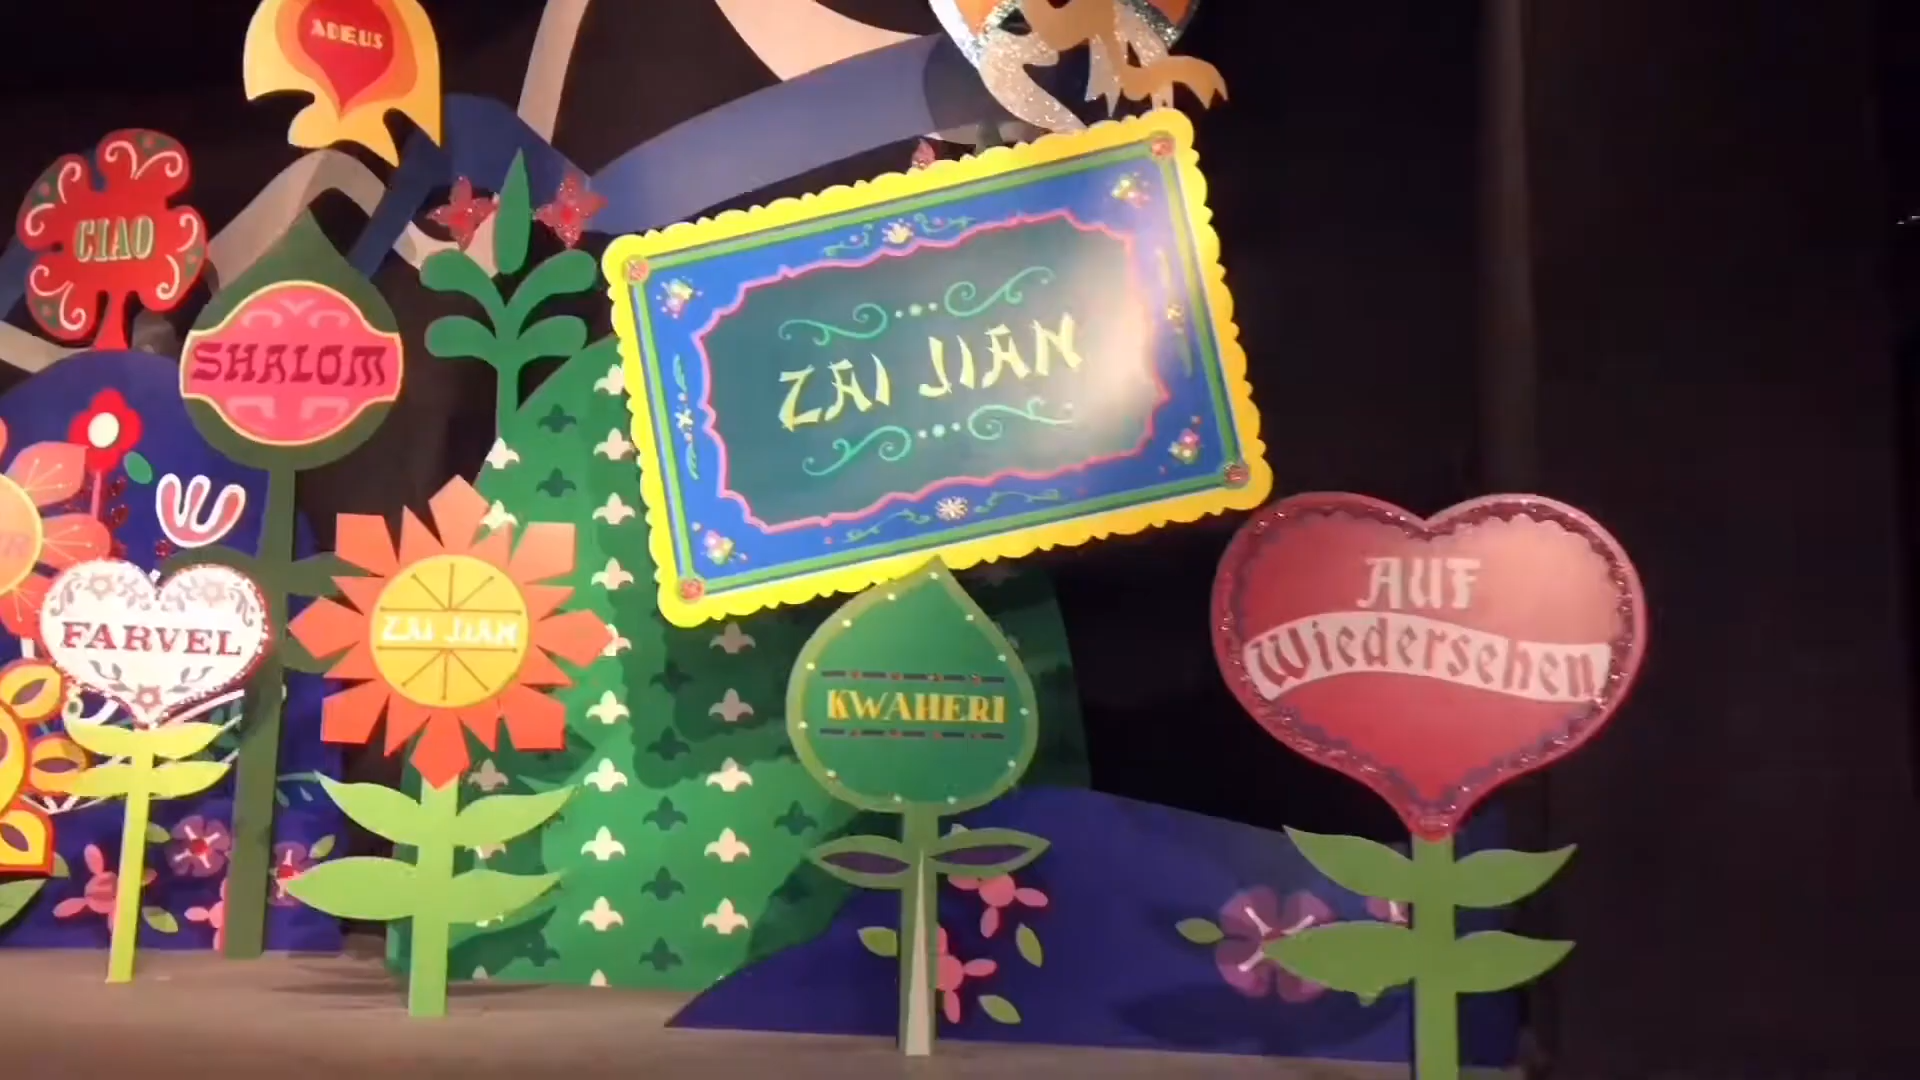 ADEUS
CIAO
SHALOM
ZAI JIAN
FARVEL
ZAI JIAN
KWAHERI
AUF
Wiedersehen